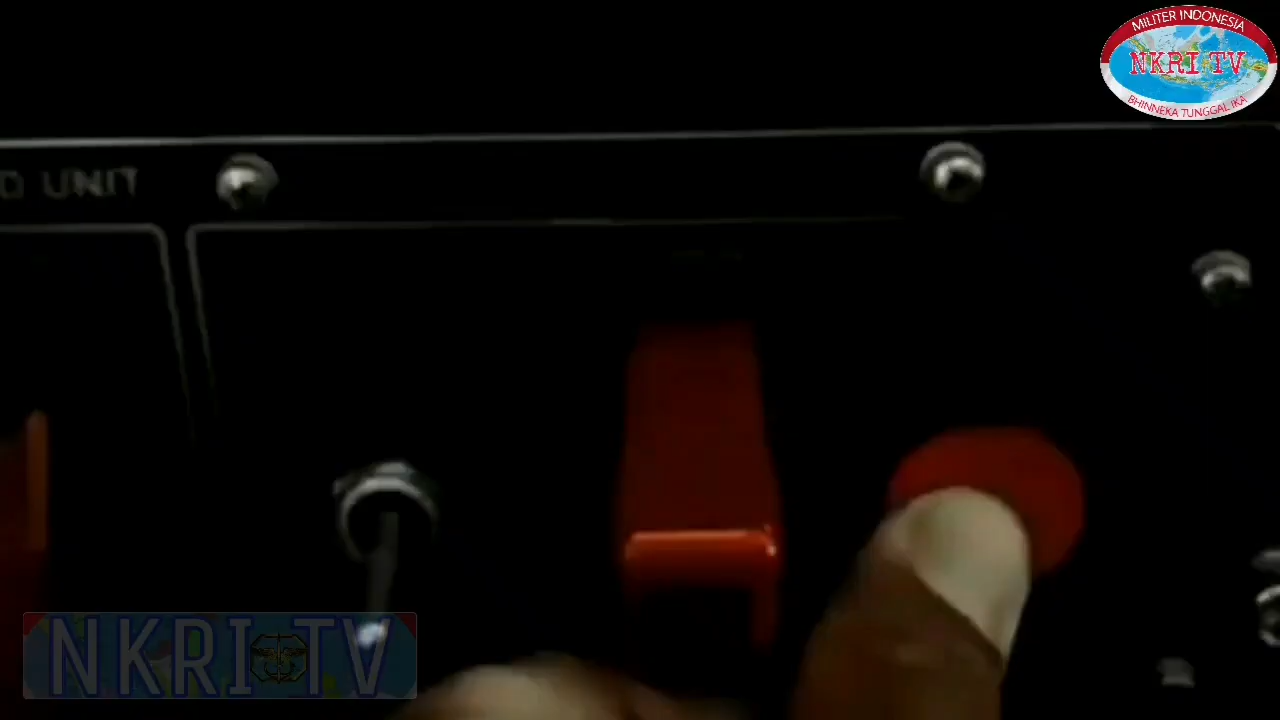 MILITER INDONESIA
NKRI TV
BHINNEKA TUNGGAL IKA
UNIT
NKRI TV